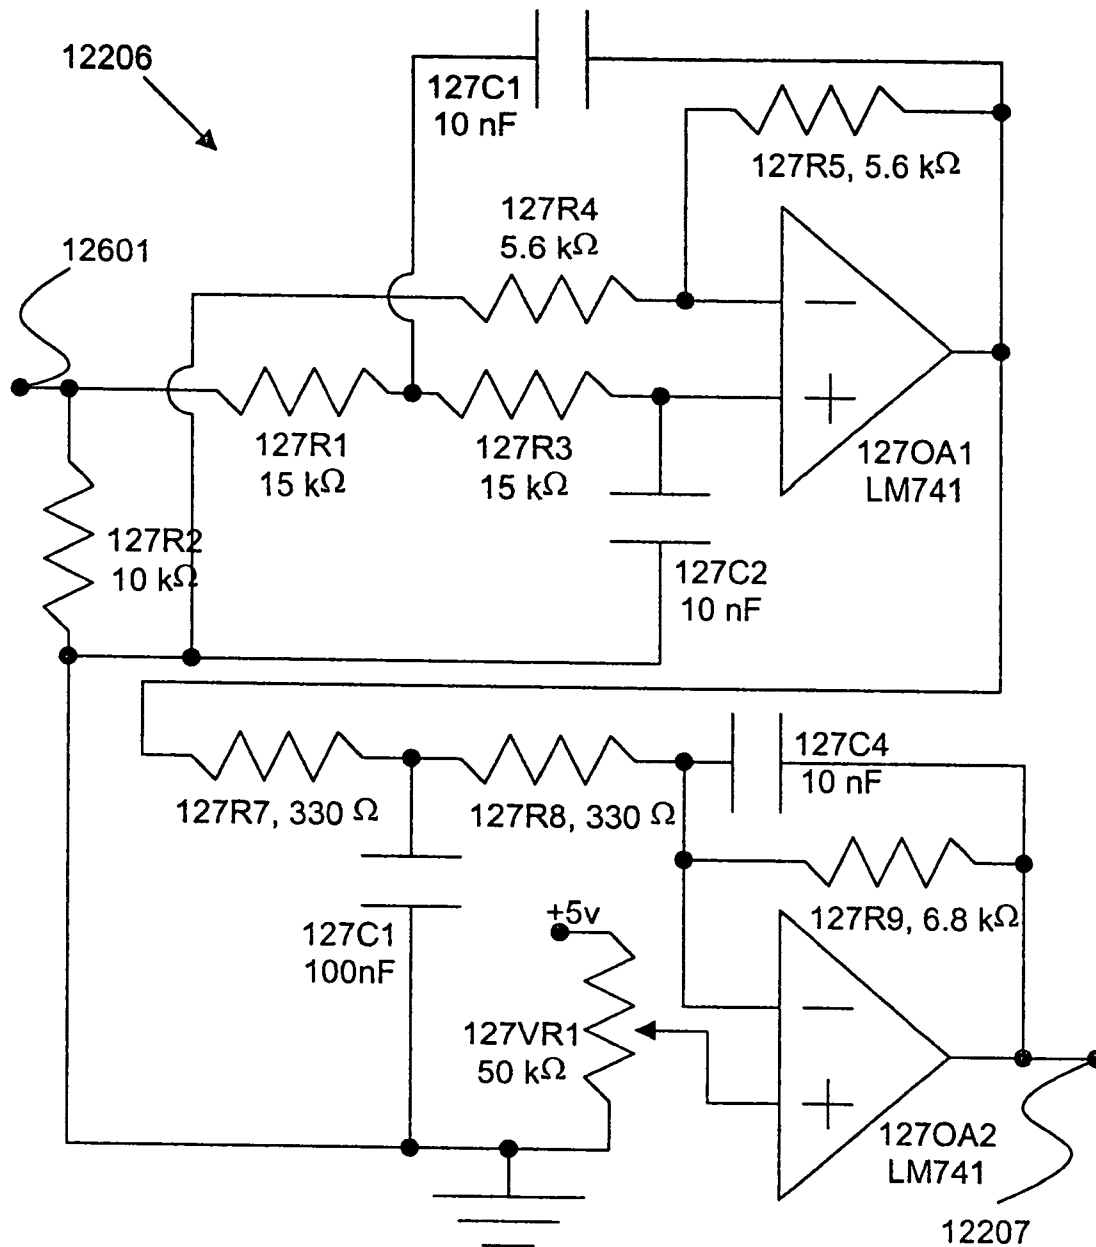 12206
127C1
10 nF
127R5, 5.6 kΩ
127R4
5.6 kΩ
12601
127R1
15 kΩ
127R3
15 kΩ
127OA1
LM741
127R2
10 kΩ
127C2
10 nF
127C4
10 nF
127R7, 330 Ω
127R8, 330 Ω
127R9, 6.8 kΩ
+5v
127C1
100nF
127VR1
50 kΩ
127OA2
LM741
12207